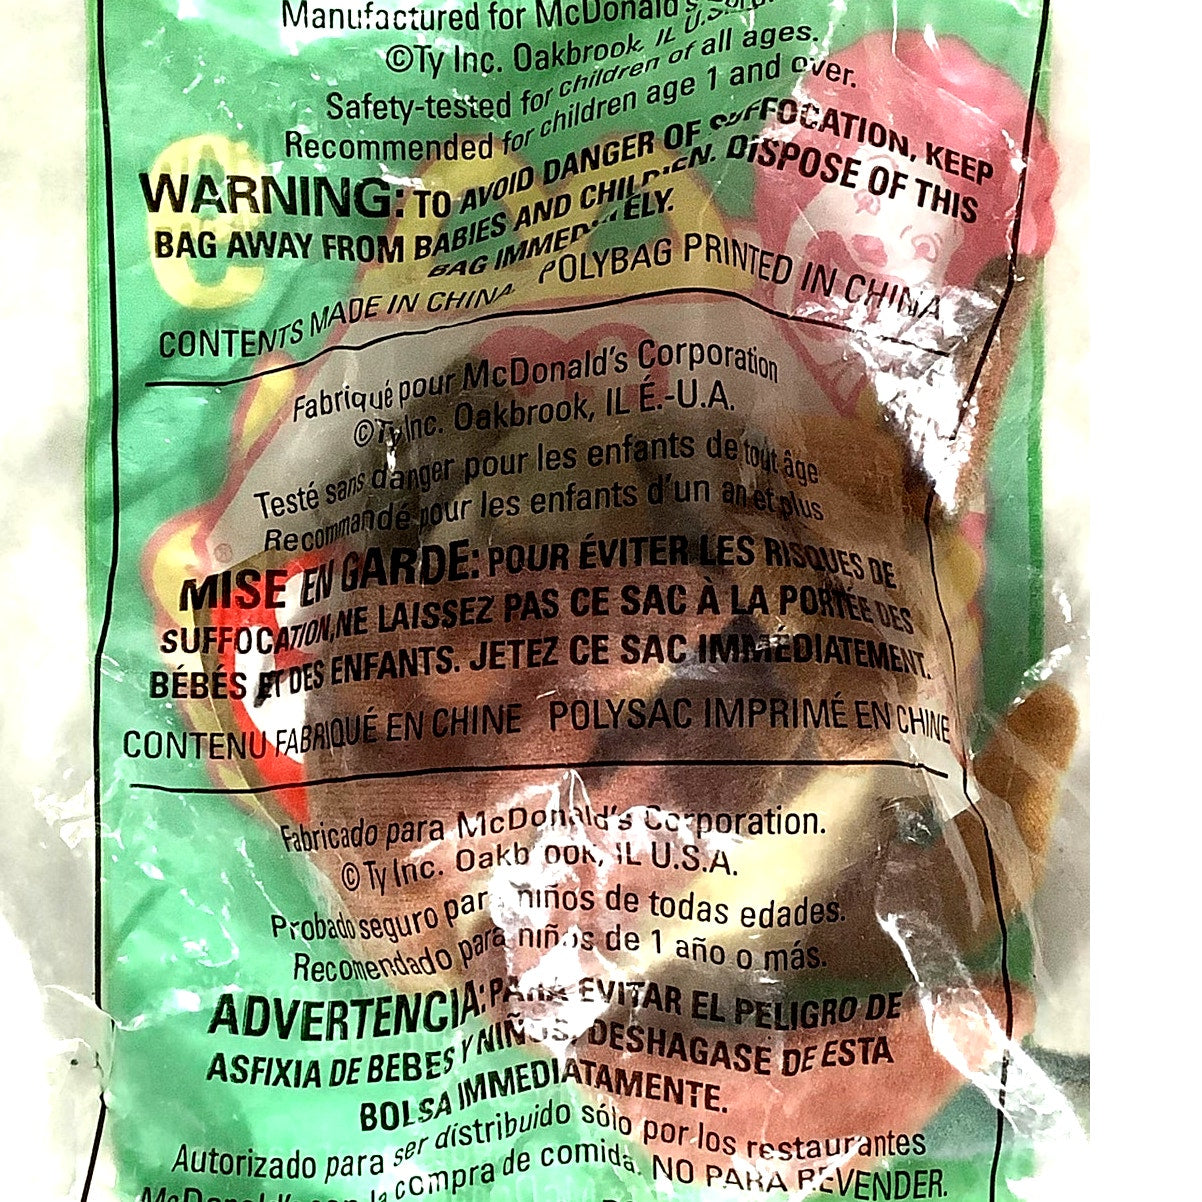 Manufactured for McDonald's
©Ty Inc. Oakbrook, IL U.S.A.
Safety-tested for children of all ages.
Recommended for children age 1 and over.
WARNING: TO AVOID DANGER OF SUFFOCATION, KEEP
BAG AWAY FROM BABIES AND CHILDREN. DISPOSE OF THIS
BAG IMMEDIATELY.
CONTENTS MADE IN CHINA POLYBAG PRINTED IN CHINA
Fabriqué pour McDonald's Corporation
©Ty Inc. Oakbrook, IL É.-U.A.
Testé sans danger pour les enfants de tout âge
Recommandé pour les enfants d'un an et plus
MISE EN GARDE: POUR ÉVITER LES RISQUES DE
SUFFOCATION, NE LAISSEZ PAS CE SAC À LA PORTÉE DES
BÉBÉS ET DES ENFANTS. JETEZ CE SAC IMMÉDIATEMENT.
CONTENU FABRIQUÉ EN CHINE POLYSAC IMPRIMÉ EN CHINE
Fabricado para McDonald's Corporation.
© Ty Inc. Oakbrook, IL U.S.A.
Probado seguro para niños de todas edades.
Recomendado para niños de 1 año o más.
ADVERTENCIA: PARA EVITAR EL PELIGRO DE
ASFIXIA DE BEBES Y NIÑOS, DESHAGASE DE ESTA
BOLSA IMMEDIATAMENTE.
Autorizado para ser distribuido sólo por los restaurantes
McDonald's con la compra de comida. NO PARA REVENDER.